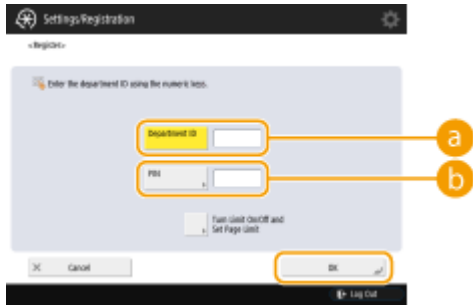 Settings/Registration
<Register>
Enter the department ID using the numeric keys.
Department ID
a
PIN
b
Turn Limit On/Off and
Set Page Limit
Cancel
OK
Log Out